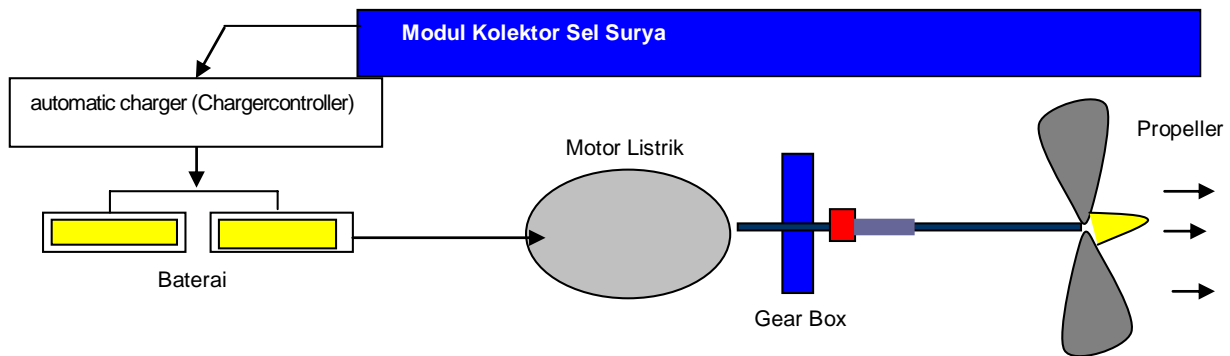 Modul Kolektor Sel Surya
automatic charger (Chargercontroller)
Propeller
Motor Listrik
Baterai
Gear Box